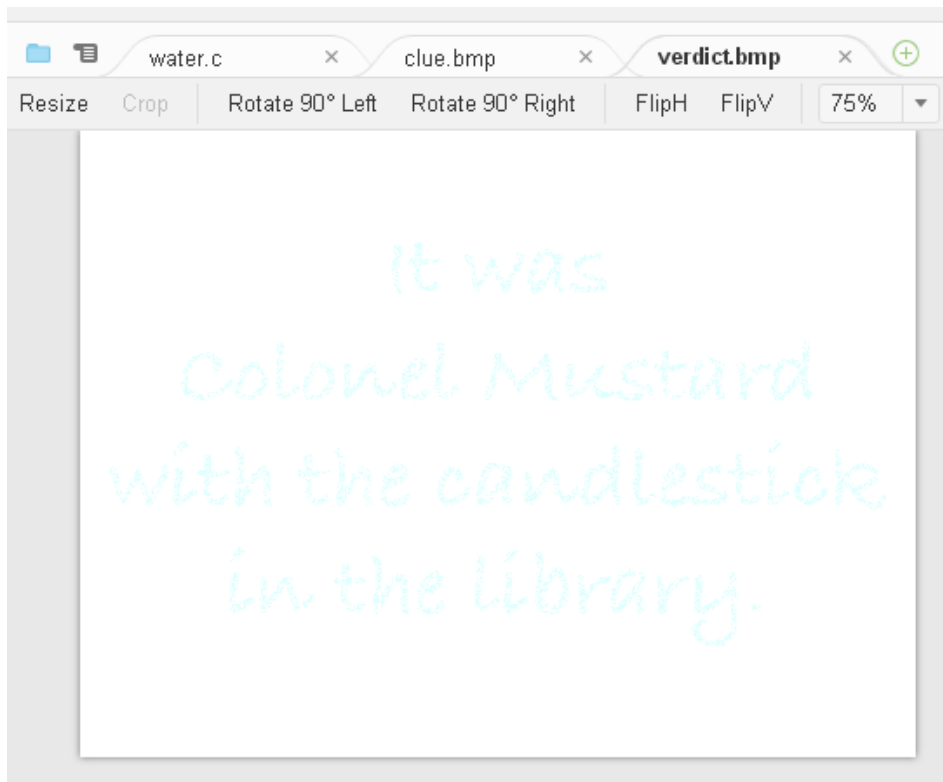 water.c × clue.bmp × verdict.bmp ×
Resize Crop Rotate 90° Left Rotate 90° Right FlipH FlipV 75%
It was
Colonel Mustard
with the candlestick
in the library.